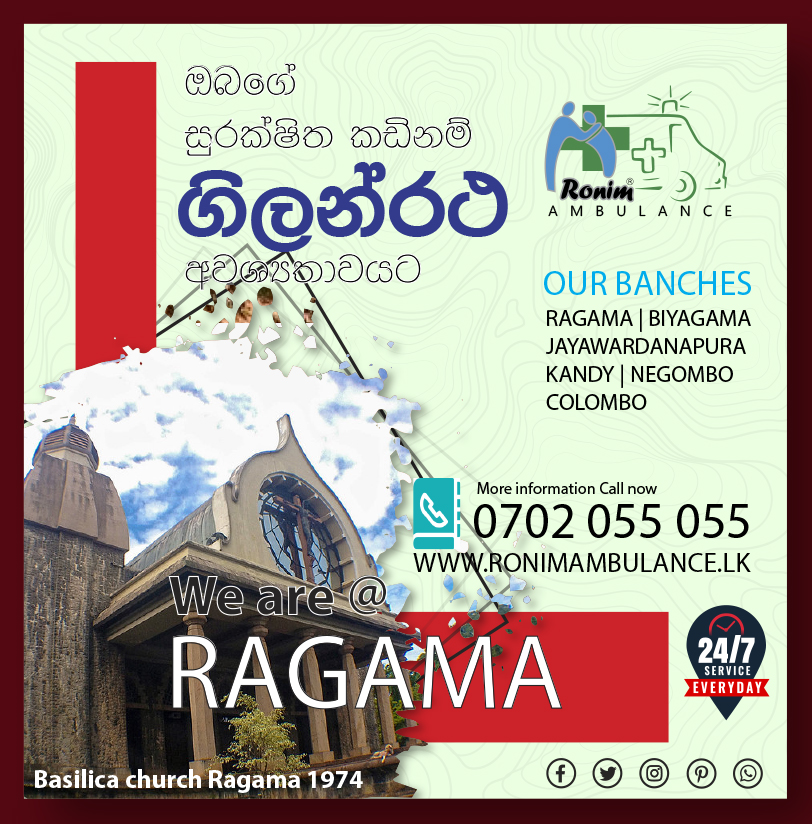 ඔබගේ
සුරක්ෂිත කඩිනම්
ගිලන්රථ
අවශ්‍යතාවයට
Ronim®
AMBULANCE
OUR BANCHES
RAGAMA | BIYAGAMA
JAYAWARDANAPURA
KANDY | NEGOMBO
COLOMBO
More information Call now
0702 055 055
WWW.RONIMAMBULANCE.LK
We are @
RAGAMA
24/7
SERVICE
EVERYDAY
Basilica church Ragama 1974